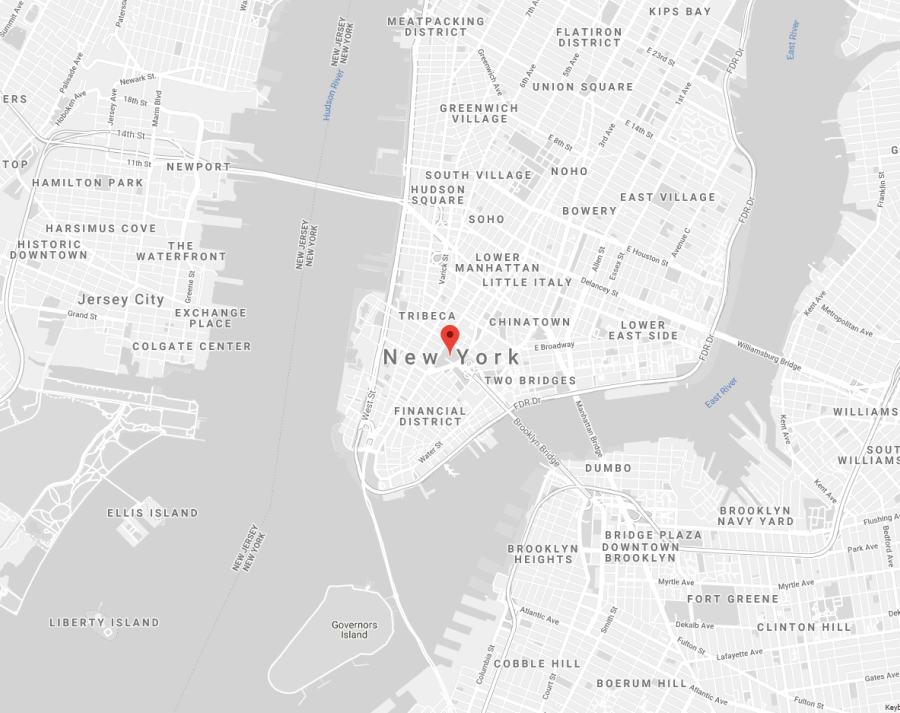 KIPS BAY
MEATPACKING
DISTRICT
7th Ave
Summit Ave
NEW JERSEY
NEW YORK
FLATIRON
DISTRICT
East River
E 23rd St
FDR Dr
Palisade Ave
Newark St
Greenwich Ave
6th Ave
5th Ave
Hudson River
UNION SQUARE
1st Ave
ERS
Hoboken Ave
Jersey Ave
18th St
Marin Blvd
GREENWICH
VILLAGE
14th St
E 8th St
3rd Ave
E 14th St
TOP
11th St
NEWPORT
HAMILTON PARK
SOUTH VILLAGE
NOHO
HUDSON
SQUARE
EAST VILLAGE
Franklin St
SOHO
BOWERY
FDR Dr
HARSIMUS COVE
HISTORIC
DOWNTOWN
THE
WATERFRONT
NEW JERSEY
NEW YORK
Avenue C
Varick St
LOWER
MANHATTAN
Allen St
Essex St
E Houston St
LITTLE ITALY
Delancey St
Greene St
Jersey City
Grand St
EXCHANGE
PLACE
TRIBECA
CHINATOWN
LOWER
EAST SIDE
Kent Ave
Metropolitan Ave
COLGATE CENTER
E Broadway
FDR Dr
Williamsburg Bridge
New York
TWO BRIDGES
East River
West St
FINANCIAL
DISTRICT
FDR Dr
WILLIAMS
Water St
Brooklyn Bridge
Manhattan Bridge
Kent Ave
SOUT
WILLIAMS
DUMBO
Kent Ave
ELLIS ISLAND
BROOKLYN
NAVY YARD
Flushing Av
NEW JERSEY
NEW YORK
BRIDGE PLAZA
DOWNTOWN
BROOKLYN
Bedford Ave
BROOKLYN
HEIGHTS
Park Ave
Myrtle Ave
Myrtle Ave
FORT GREENE
LIBERTY ISLAND
Governors
Island
Atlantic Ave
Smith St
Dekalb Ave
CLINTON HILL
Dek
Fulton St
Lafayette Ave
Columbia St
COBBLE HILL
Court St
BOERUM HILL
Atlantic Ave
Gates Ave
Fulton St
Keyb